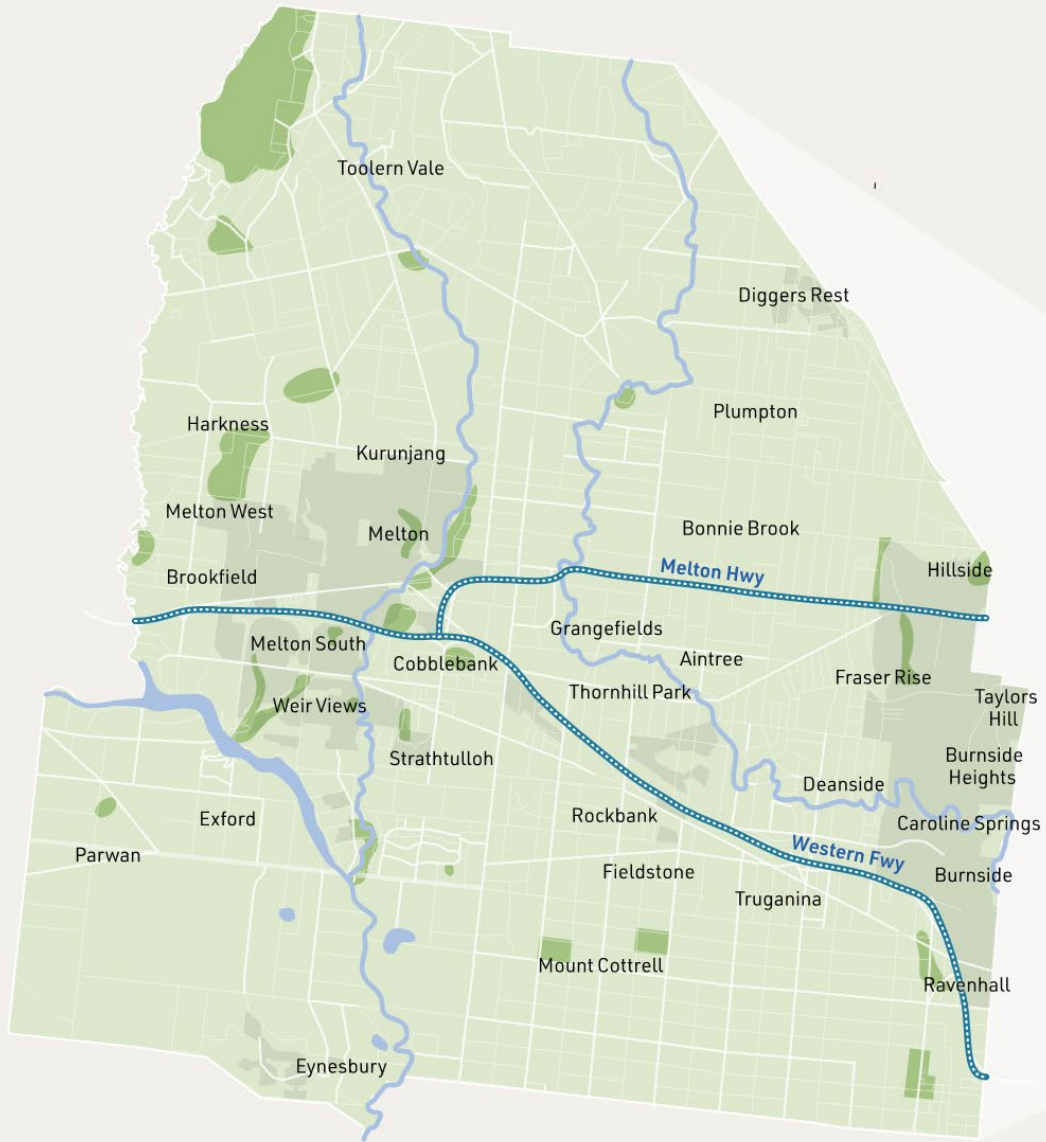 Toolern Vale
Diggers Rest
Plumpton
Harkness
Kurunjang
Melton West
Melton
Bonnie Brook
Melton Hwy
Hillside
Brookfield
Grangefields
Melton South
Cobblebank
Aintree
Fraser Rise
Thornhill Park
Taylors
Hill
Weir Views
Strathtulloh
Burnside
Heights
Deanside
Exford
Rockbank
Caroline Springs
Parwan
Western Fwy
Fieldstone
Burnside
Truganina
Mount Cottrell
Ravenhall
Eynesbury